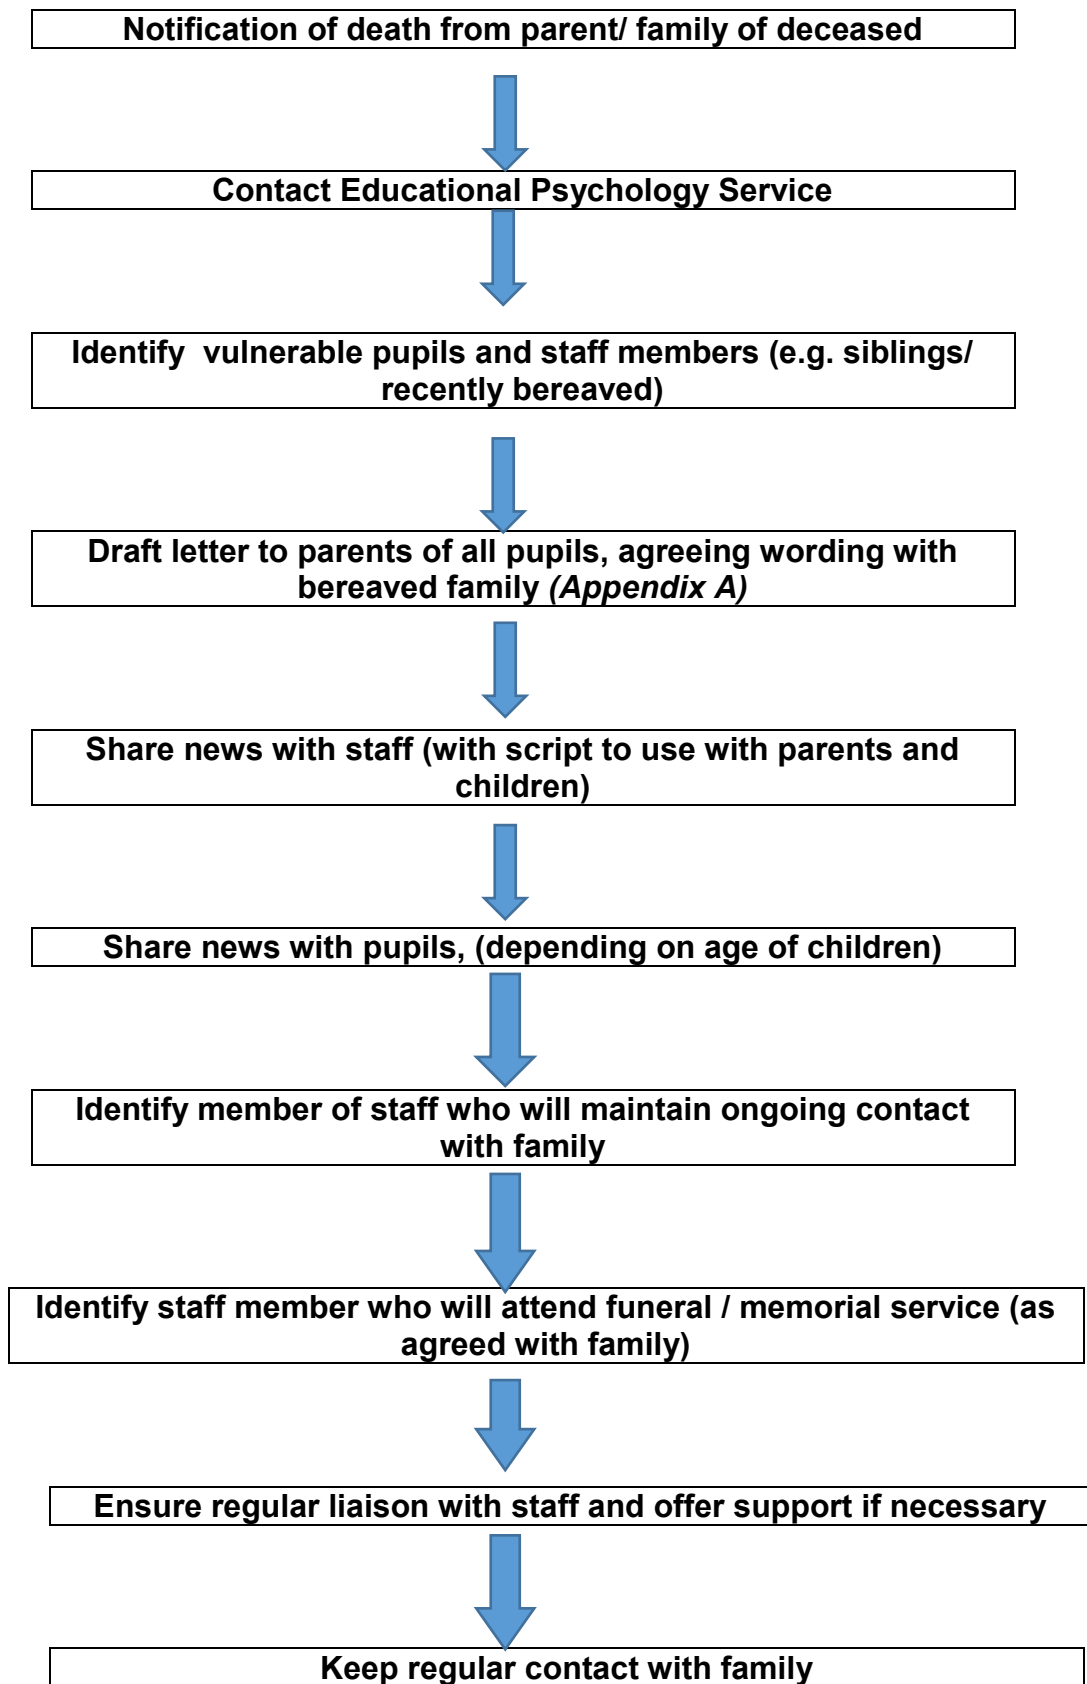 Notification of death from parent/ family of deceased
Contact Educational Psychology Service
Identify  vulnerable pupils and staff members (e.g. siblings/
recently bereaved)
Draft letter to parents of all pupils, agreeing wording with
bereaved family (Appendix A)
Share news with staff (with script to use with parents and
children)
Share news with pupils, (depending on age of children)
Identify member of staff who will maintain ongoing contact
with family
Identify staff member who will attend funeral / memorial service (as
agreed with family)
Ensure regular liaison with staff and offer support if necessary
Keep regular contact with family